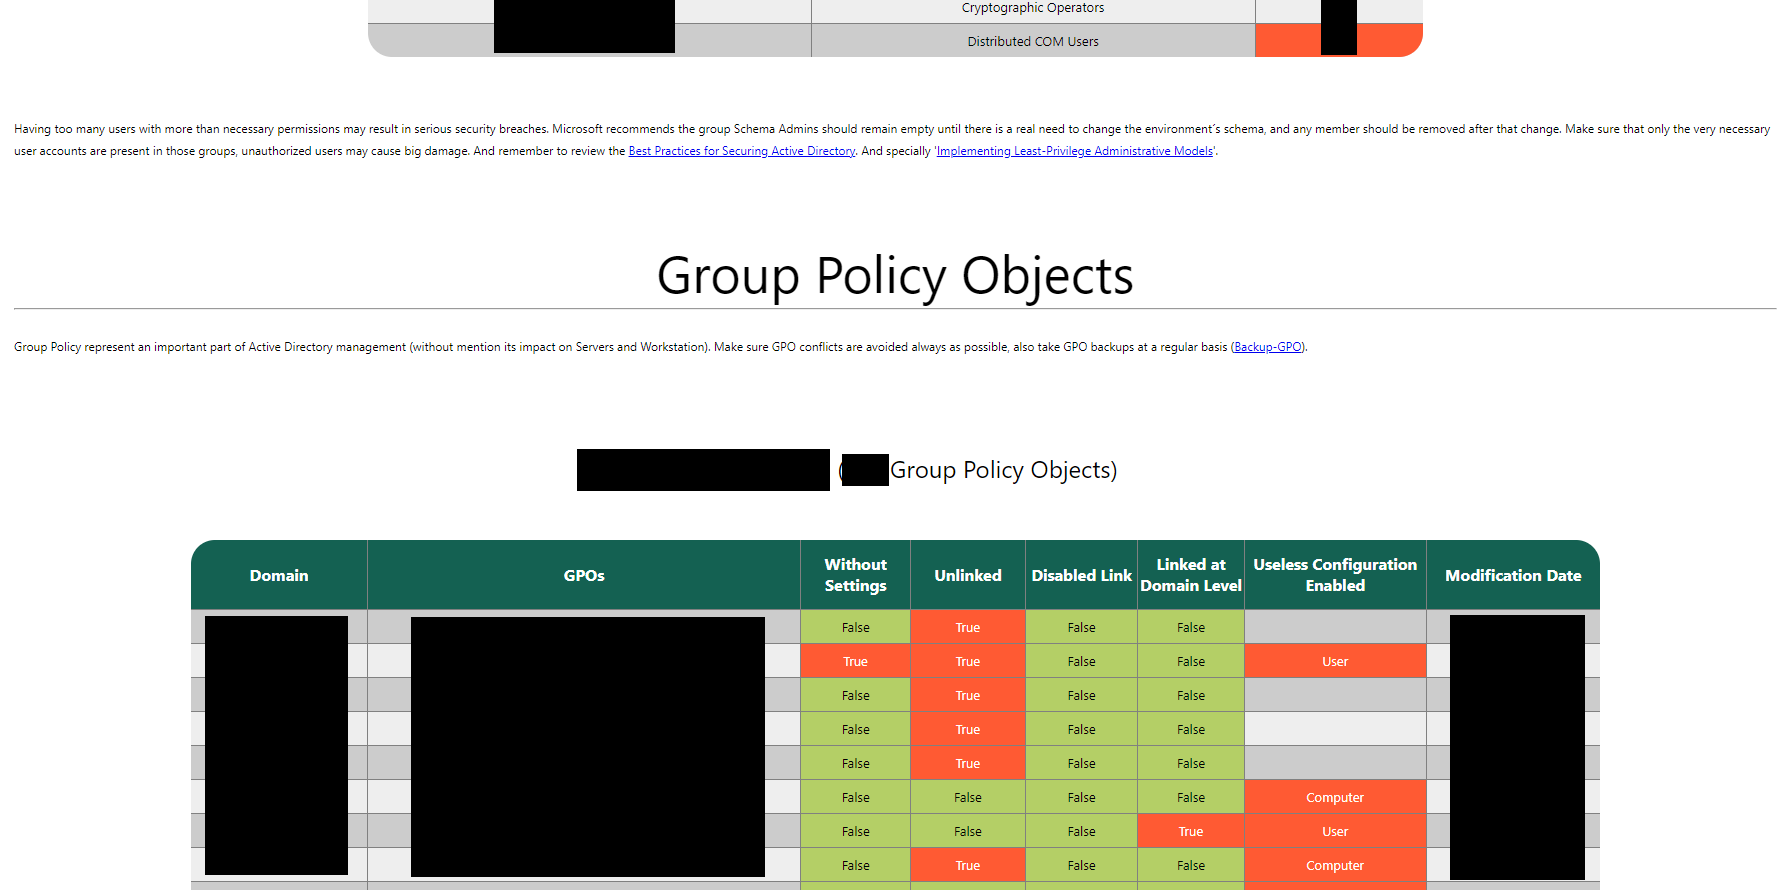 Cryptographic Operators
Distributed COM Users
Having too many users with more than necessary permissions may result in serious security breaches. Microsoft recommends the group Schema Admins should remain empty until there is a real need to change the environment´s schema, and any member should be removed after that change. Make sure that only the very necessary
user accounts are present in those groups, unauthorized users may cause big damage. And remember to review the Best Practices for Securing Active Directory. And specially 'Implementing Least-Privilege Administrative Models'.
Group Policy Objects
Group Policy represent an important part of Active Directory management (without mention its impact on Servers and Workstation). Make sure GPO conflicts are avoided always as possible, also take GPO backups at a regular basis (Backup-GPO).
( Group Policy Objects)
Domain GPOs Without Settings Unlinked Disabled Link Linked at Domain Level Useless Configuration Enabled Modification Date
False True False False
True True False False User
False True False False
False True False False
False True False False
False False False False Computer
False False False True User
False True False False Computer